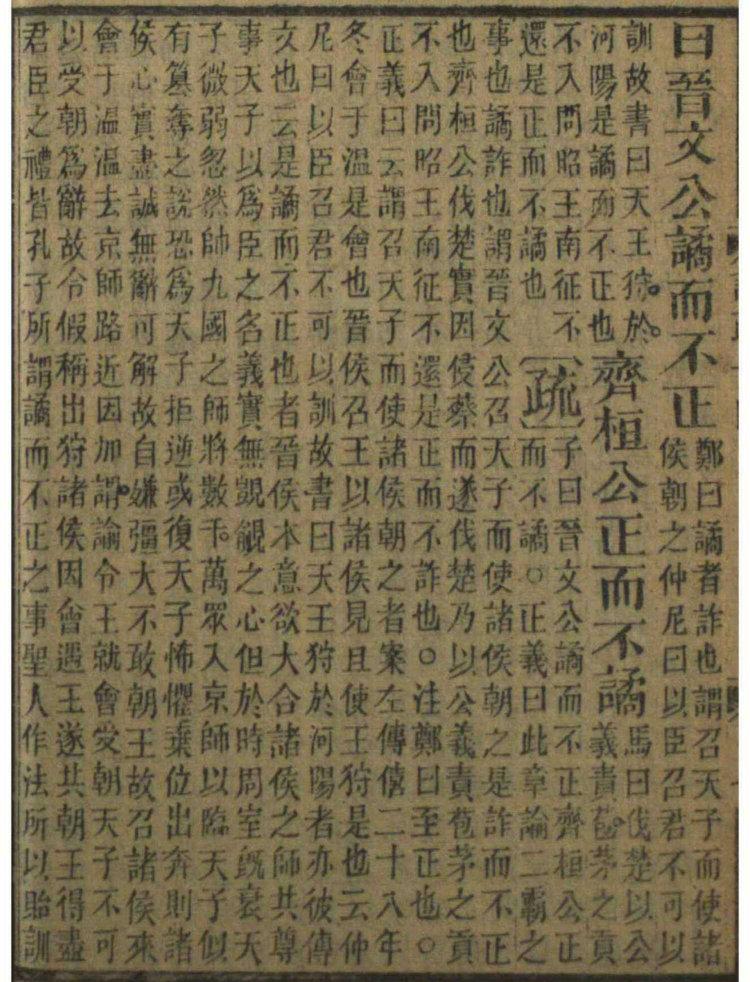 曰晉文公譎而不正
鄭曰譎者詐也謂召天子而使諸
侯朝之仲尼曰以臣召君不可以
訓故書曰天王狩於
河陽是譎而不正也
齊桓公正而不譎
馬曰伐楚以公
義責苞茅之貢
不入問昭王南征不
還是正而不譎也
疏
子曰晉文公譎而不正齊桓公正
而不譎。正義曰此章論二霸之
事也譎詐也謂晉文公召天子而使諸侯朝之是詐而不正
也齊桓公伐楚實因侵蔡而遂伐楚乃以公義責苞茅之貢
不入問昭王南征不還是正而不詐也。注鄭曰至正也。
正義曰云謂召天子而使諸侯朝之者案左傳僖二十八年
冬會于溫是會也晉侯召王以諸侯見且使王狩是也云仲
尼曰以臣召君不可以訓故書曰天王狩於河陽者亦彼傳
文也云是譎而不正也者晉侯本意欲大合諸侯之師共尊
事天子以爲臣之名義實無覬覦之心但於時周室旣衰天
子微弱忽然帥九國之師將數千萬眾入京師以臨天子似
有篡奪之說恐爲天子拒逆或復天子怖懼棄位出奔則諸
侯心實盡誠無辭可解故自嫌彊大不敢朝王故召諸侯來
會于溫溫去京師路近因加謂諭令王就會受朝天子不可
以受朝爲辭故令假稱出狩諸侯因會遇王遂共朝王得盡
君臣之禮皆孔子所謂譎而不正之事聖人作法所以貽訓